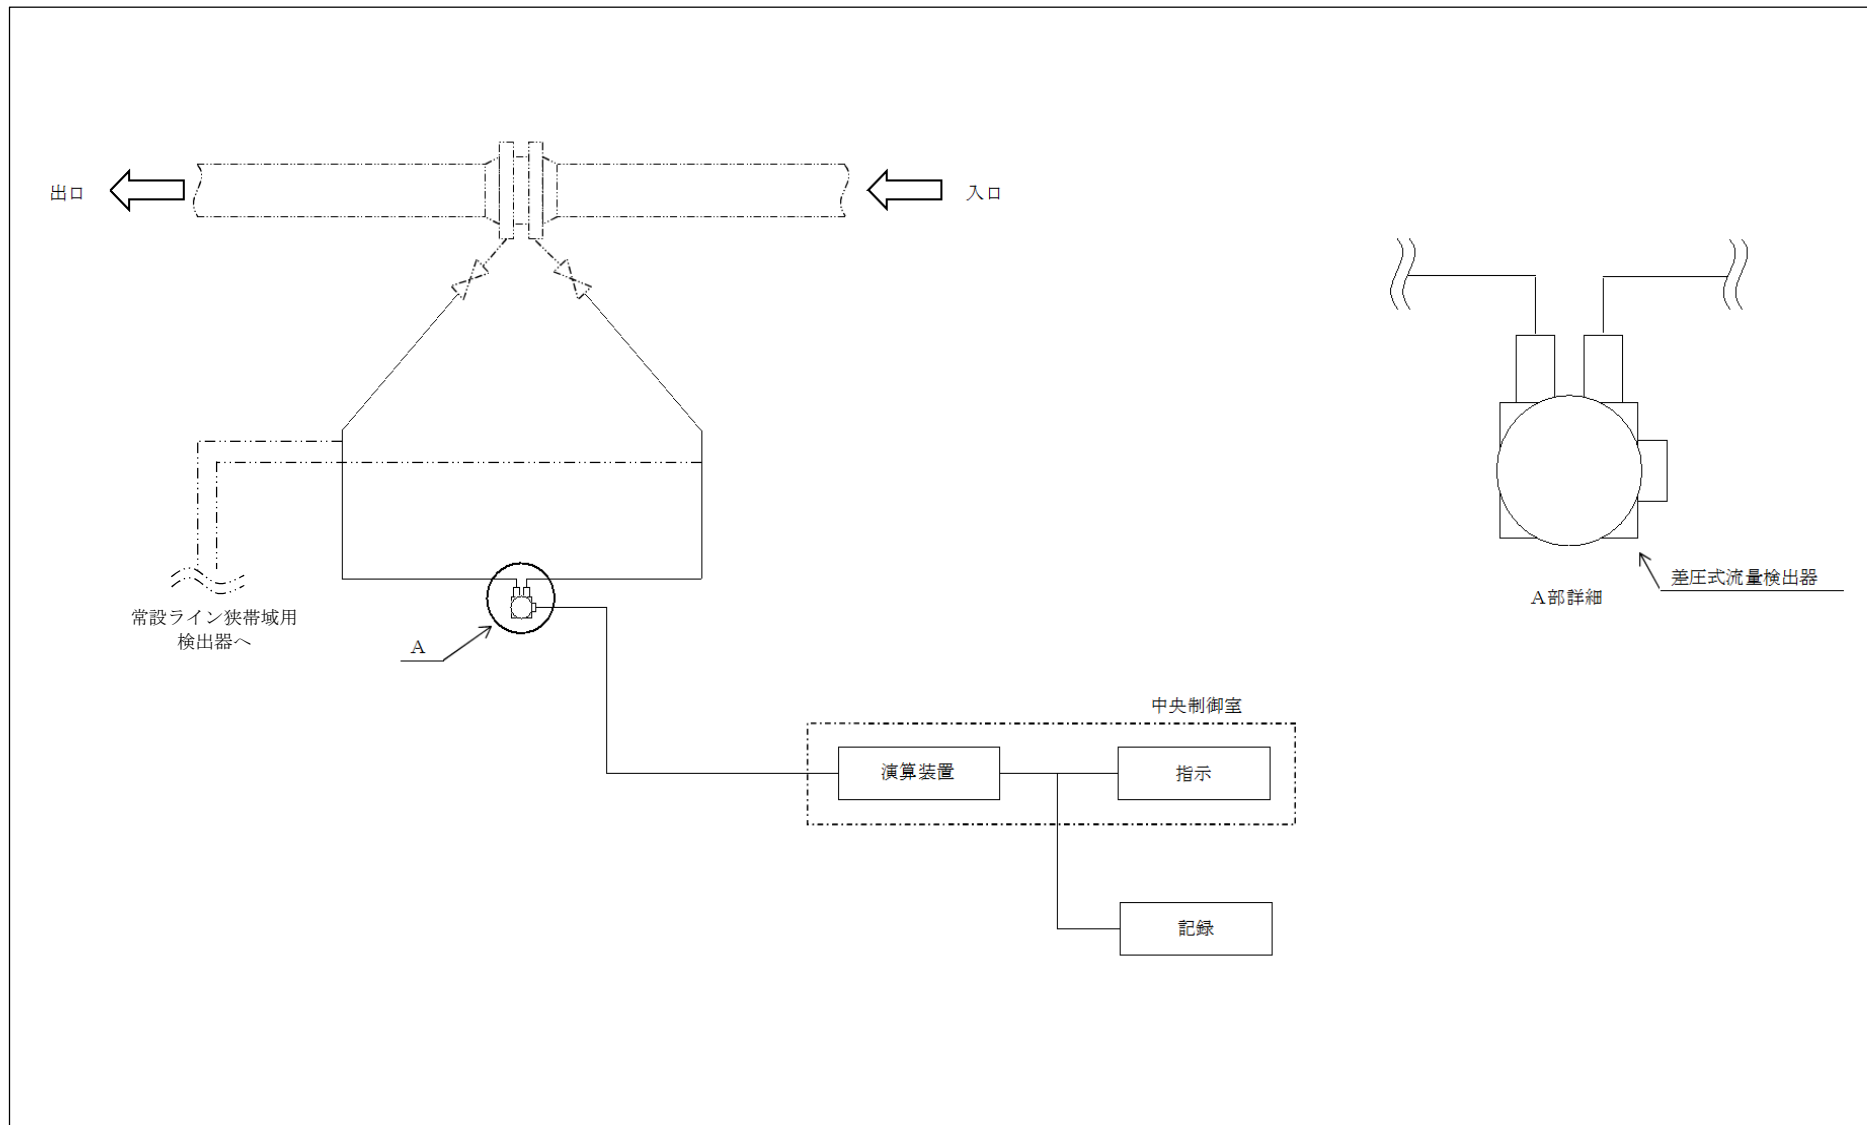 出口
入口
常設ライン狭帯域用
検出器へ
A
差圧式流量検出器
A部詳細
中央制御室
演算装置
指示
記録